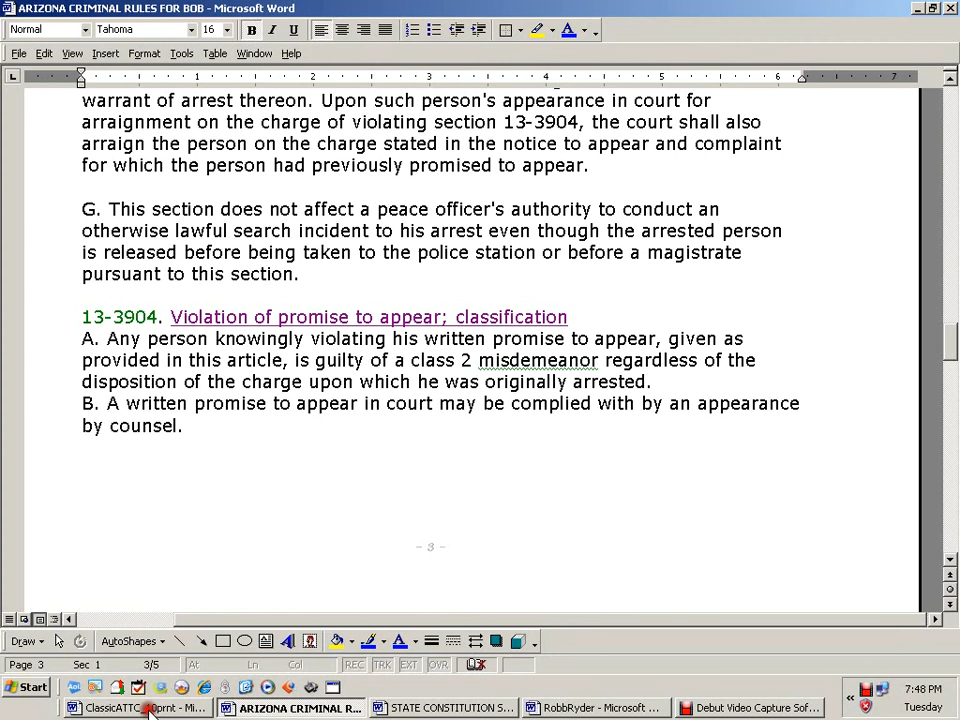 ARIZONA CRIMINAL RULES FOR BOB - Microsoft Word
Normal Tahoma 16 B I U A
File Edit View Insert Format Tools Table Window Help
1 2 3 4 5 6 7
warrant of arrest thereon. Upon such person's appearance in court for
arraignment on the charge of violating section 13-3904, the court shall also
arraign the person on the charge stated in the notice to appear and complaint
for which the person had previously promised to appear.
G. This section does not affect a peace officer's authority to conduct an
otherwise lawful search incident to his arrest even though the arrested person
is released before being taken to the police station or before a magistrate
pursuant to this section.
13-3904. Violation of promise to appear; classification
A. Any person knowingly violating his written promise to appear, given as
provided in this article, is guilty of a class 2 misdemeanor regardless of the
disposition of the charge upon which he was originally arrested.
B. A written promise to appear in court may be complied with by an appearance
by counsel.
- 3 -
Draw AutoShapes A A
Page 3 Sec 1 3/5 At Ln Col REC TRK EXT OVR
Start 7:48 PM
ARIZONA CRIMINAL R... STATE CONSTITUTION S... RobbRyder - Microsoft ... Debut Video Capture Sof... Tuesday